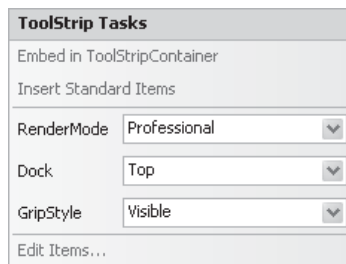 ToolStrip Tasks
Embed in ToolStripContainer
Insert Standard Items
RenderMode Professional
Dock Top
GripStyle Visible
Edit Items...